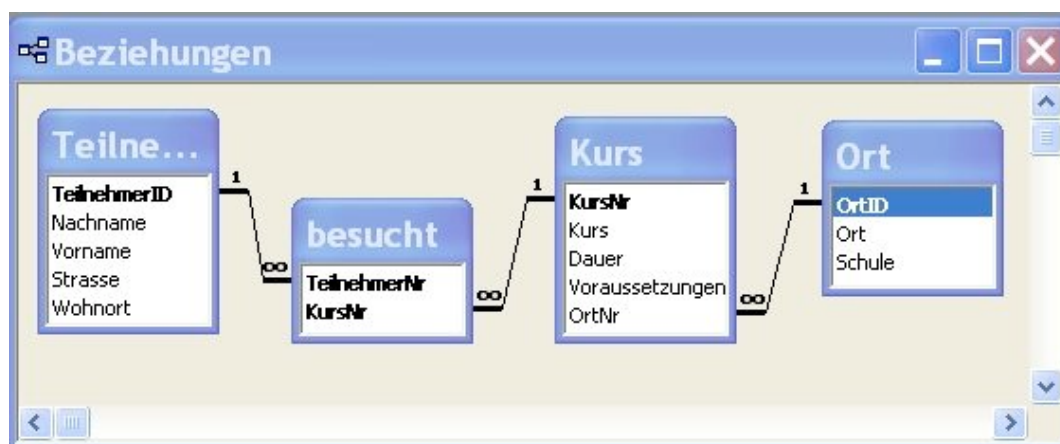 Beziehungen
Teilne...
TeilnehmerID
Nachname
Vorname
Strasse
Wohnort
1
∞
besucht
TeilnehmerNr
KursNr
1
∞
Kurs
KursNr
Kurs
Dauer
Voraussetzungen
OrtNr
1
∞
Ort
OrtID
Ort
Schule